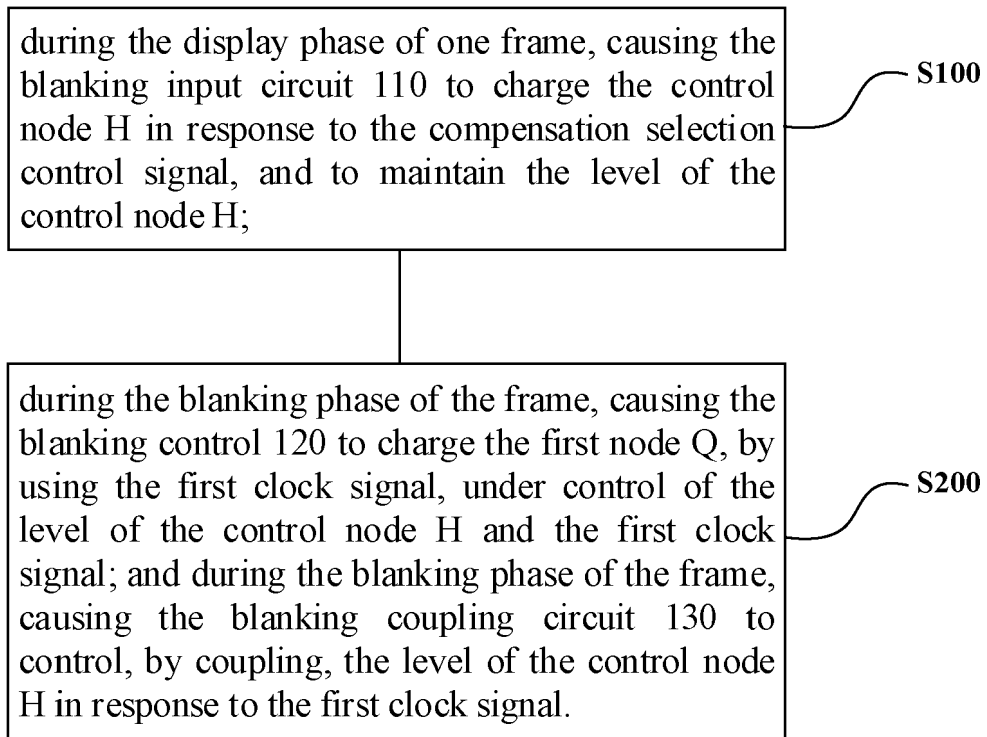 during the display phase of one frame, causing the
blanking input circuit 110 to charge the control
node H in response to the compensation selection
control signal, and to maintain the level of the
control node H;
S100
during the blanking phase of the frame, causing the
blanking control 120 to charge the first node Q, by
using the first clock signal, under control of the
level of the control node H and the first clock
signal; and during the blanking phase of the frame,
causing the blanking coupling circuit 130 to
control, by coupling, the level of the control node
H in response to the first clock signal.
S200